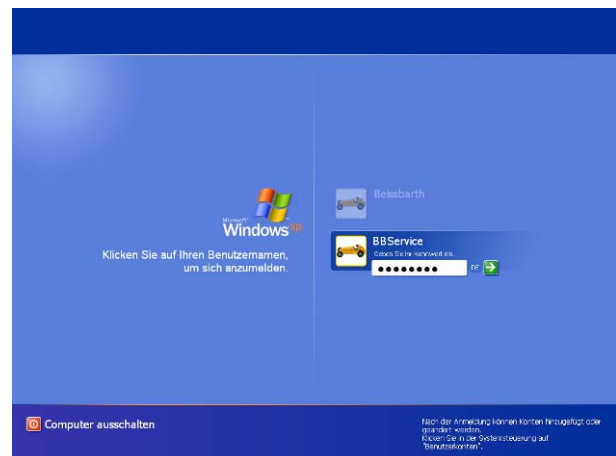 Microsoft
Windows xp
Klicken Sie auf Ihren Benutzernamen,
um sich anzumelden.
Beissbarth
BBService
Geben Sie Ihr Kennwort ein.
DE
Computer ausschalten
Nach der Anmeldung können Konten hinzugefügt oder
geändert werden.
Klicken Sie in der Systemsteuerung auf
"Benutzerkonten".